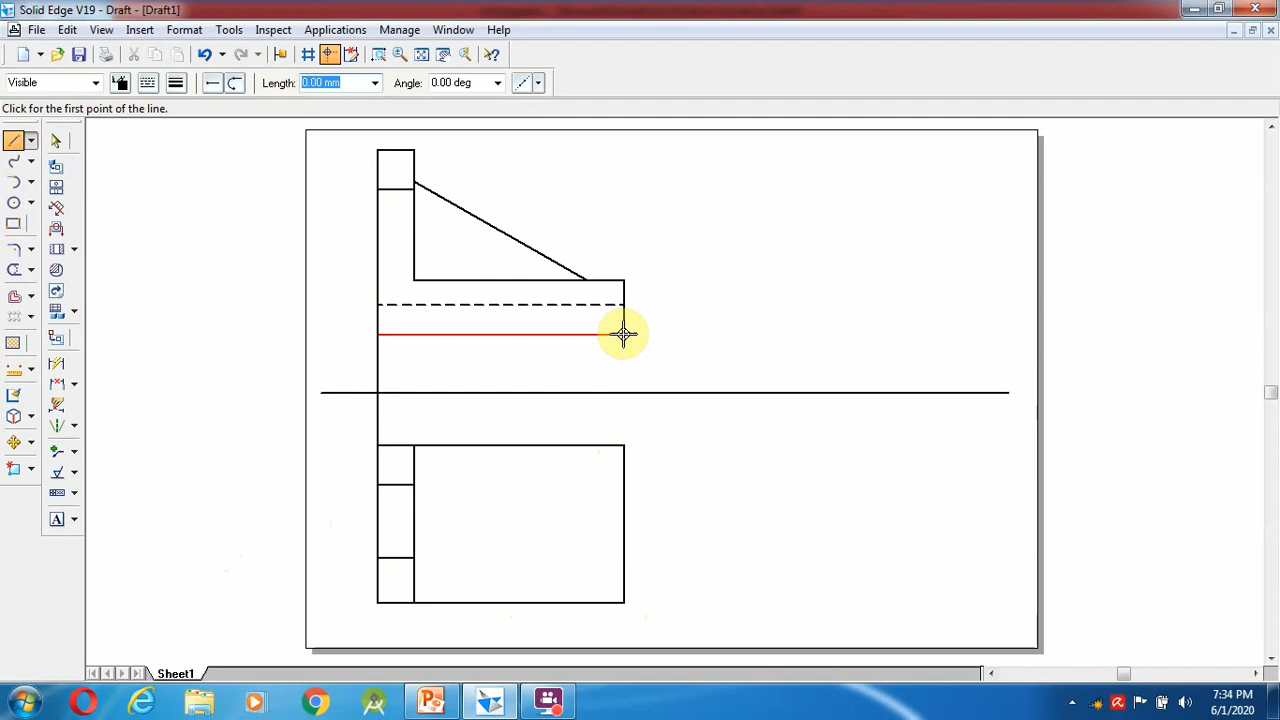 Solid Edge V19 - Draft - [Draft1]
File Edit View Insert Format Tools Inspect Applications Manage Window Help
Visible Length: 0.00 mm Angle: 0.00 deg
Click for the first point of the line.
A
Sheet1
7:34 PM
6/1/2020